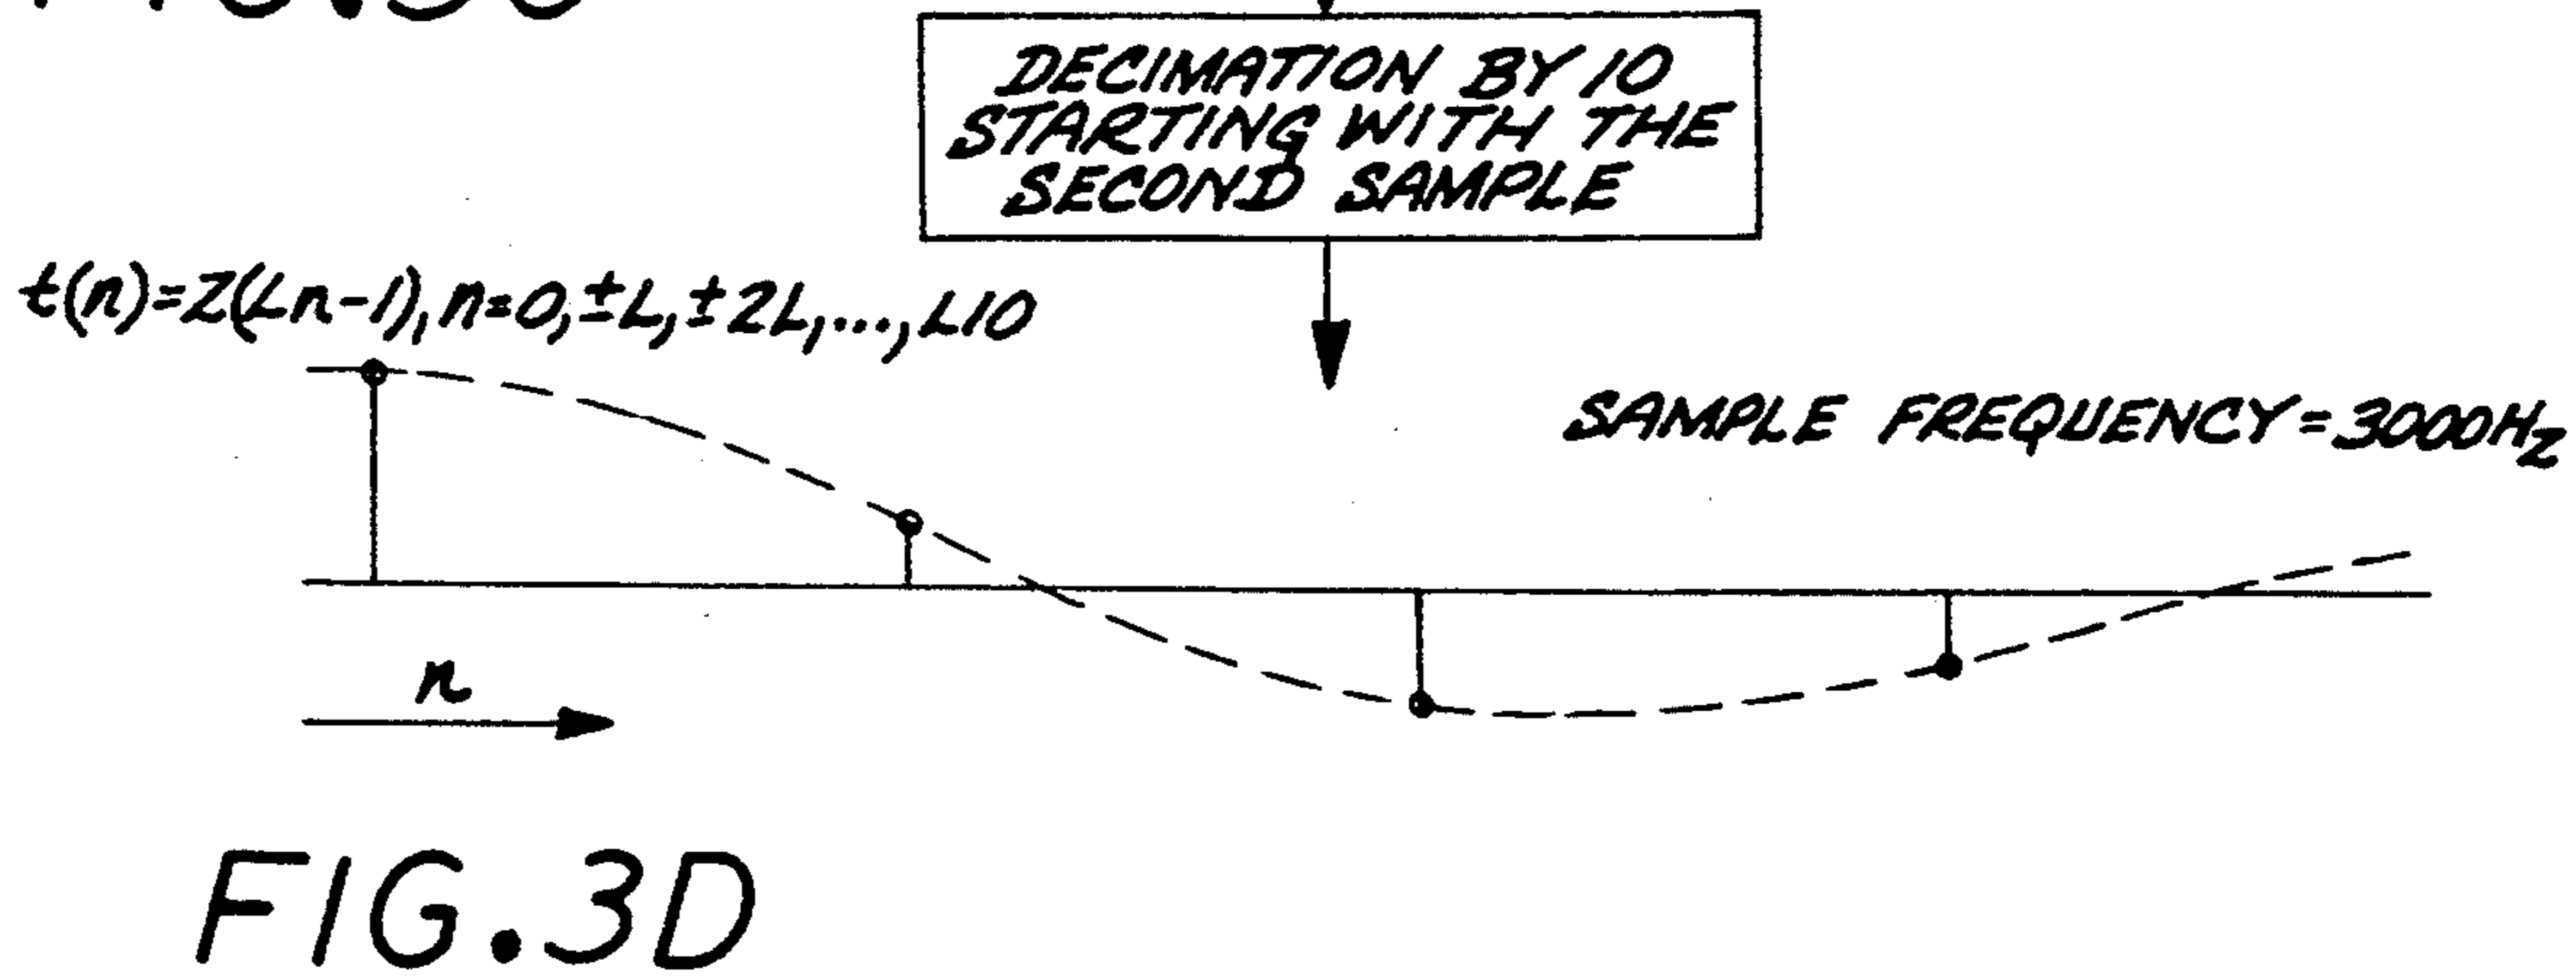 DECIMATION BY 10
STARTING WITH THE
SECOND SAMPLE
t(n)=Z(Ln-1), n=0, ±L, ±2L, ..., L10
SAMPLE FREQUENCY=3000Hz
n
FIG.3D